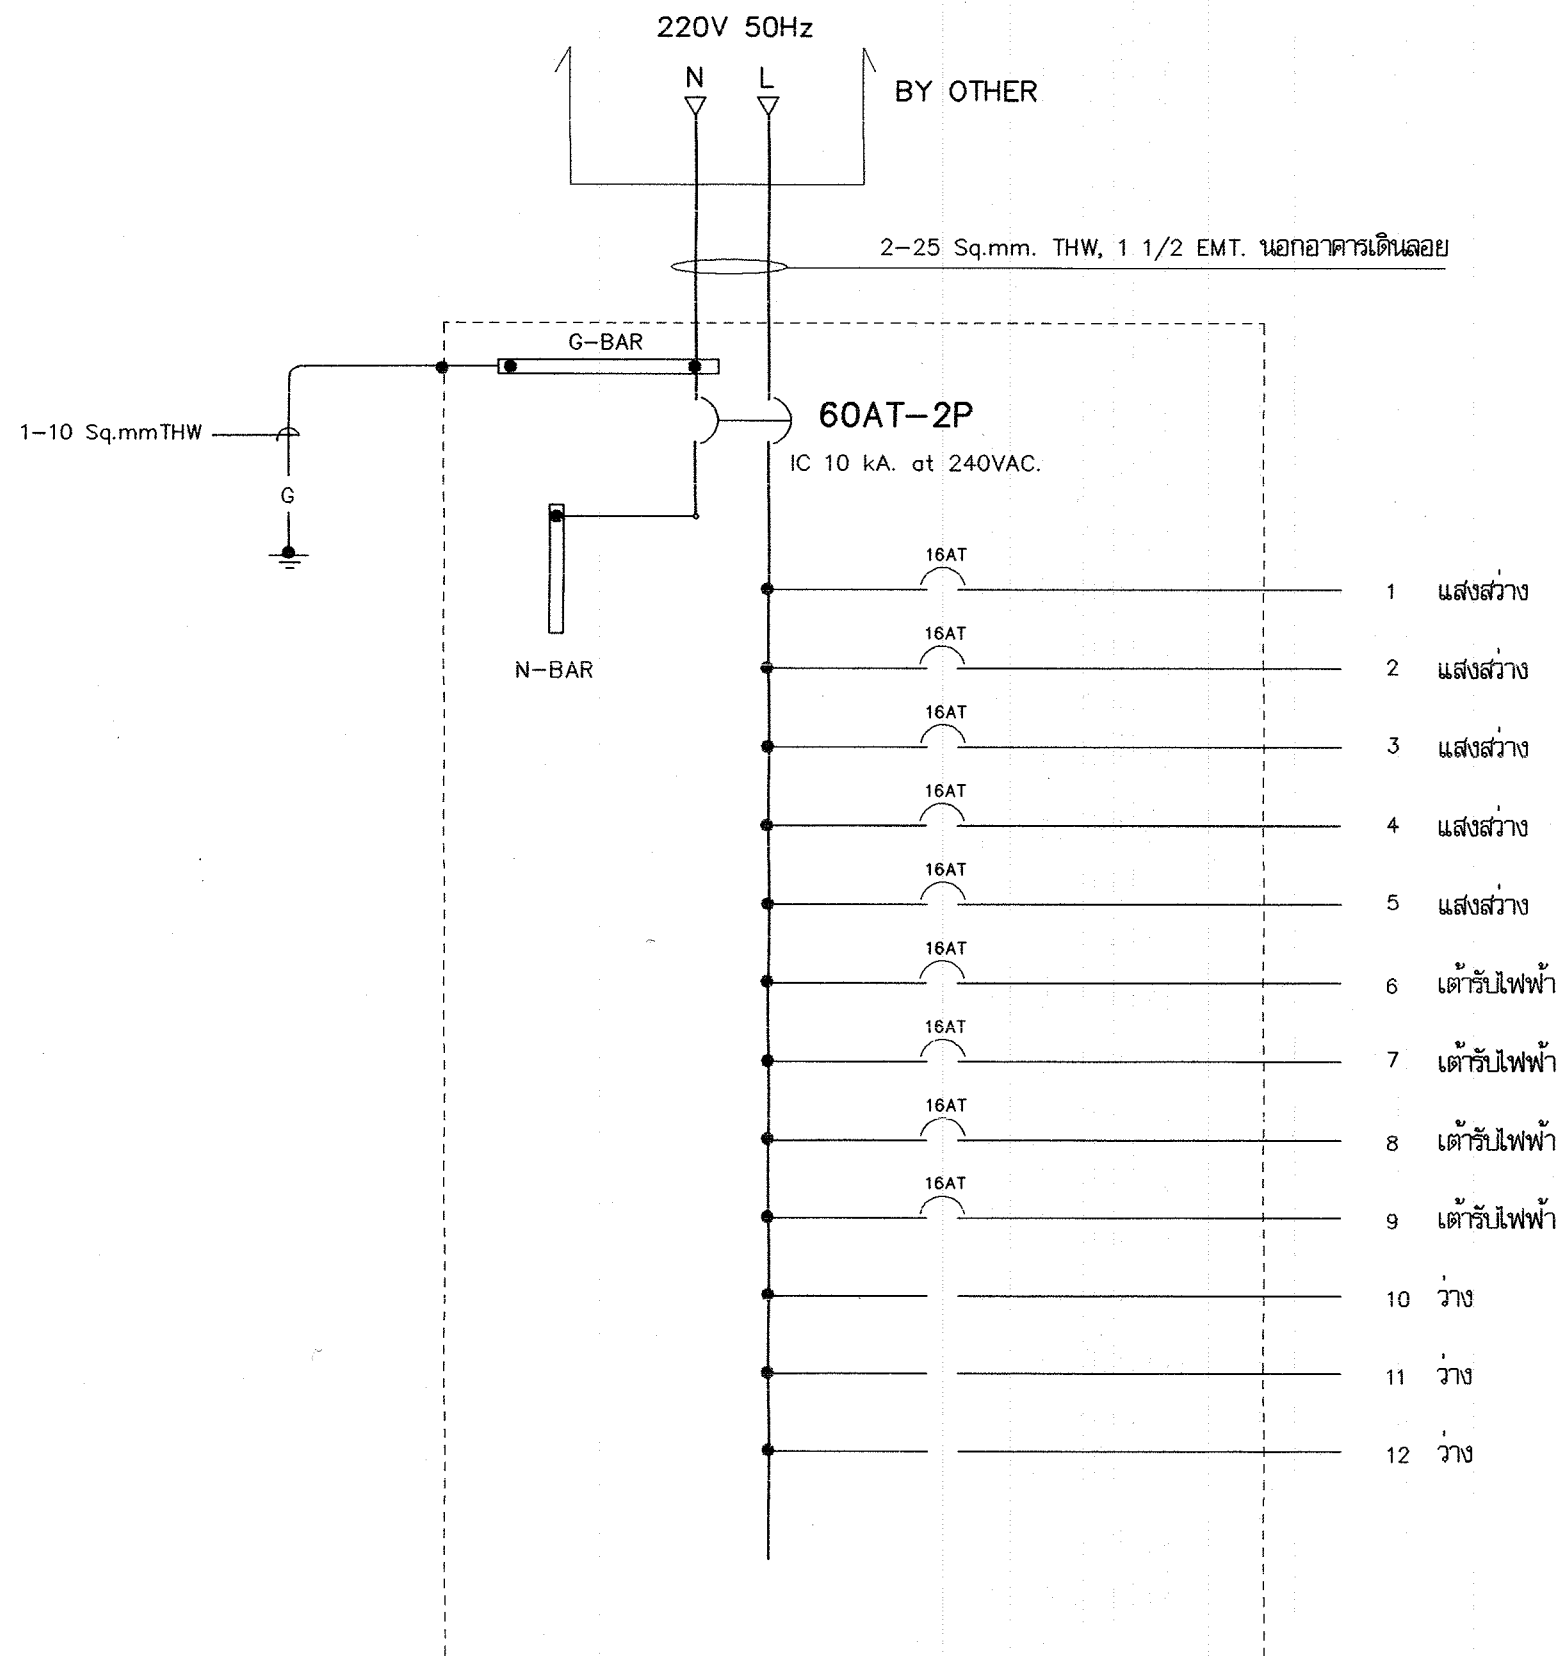 220V 50Hz
N L
BY OTHER
2-25 Sq.mm. THW, 1 1/2 EMT. นอกอาคารเดินลอย
G-BAR
60AT-2P
1-10 Sq.mmTHW
IC 10 kA. at 240VAC.
G
N-BAR
16AT
1 แสงสว่าง
16AT
2 แสงสว่าง
16AT
3 แสงสว่าง
16AT
4 แสงสว่าง
16AT
5 แสงสว่าง
16AT
6 เต้ารับไฟฟ้า
16AT
7 เต้ารับไฟฟ้า
16AT
8 เต้ารับไฟฟ้า
16AT
9 เต้ารับไฟฟ้า
10 ว่าง
11 ว่าง
12 ว่าง